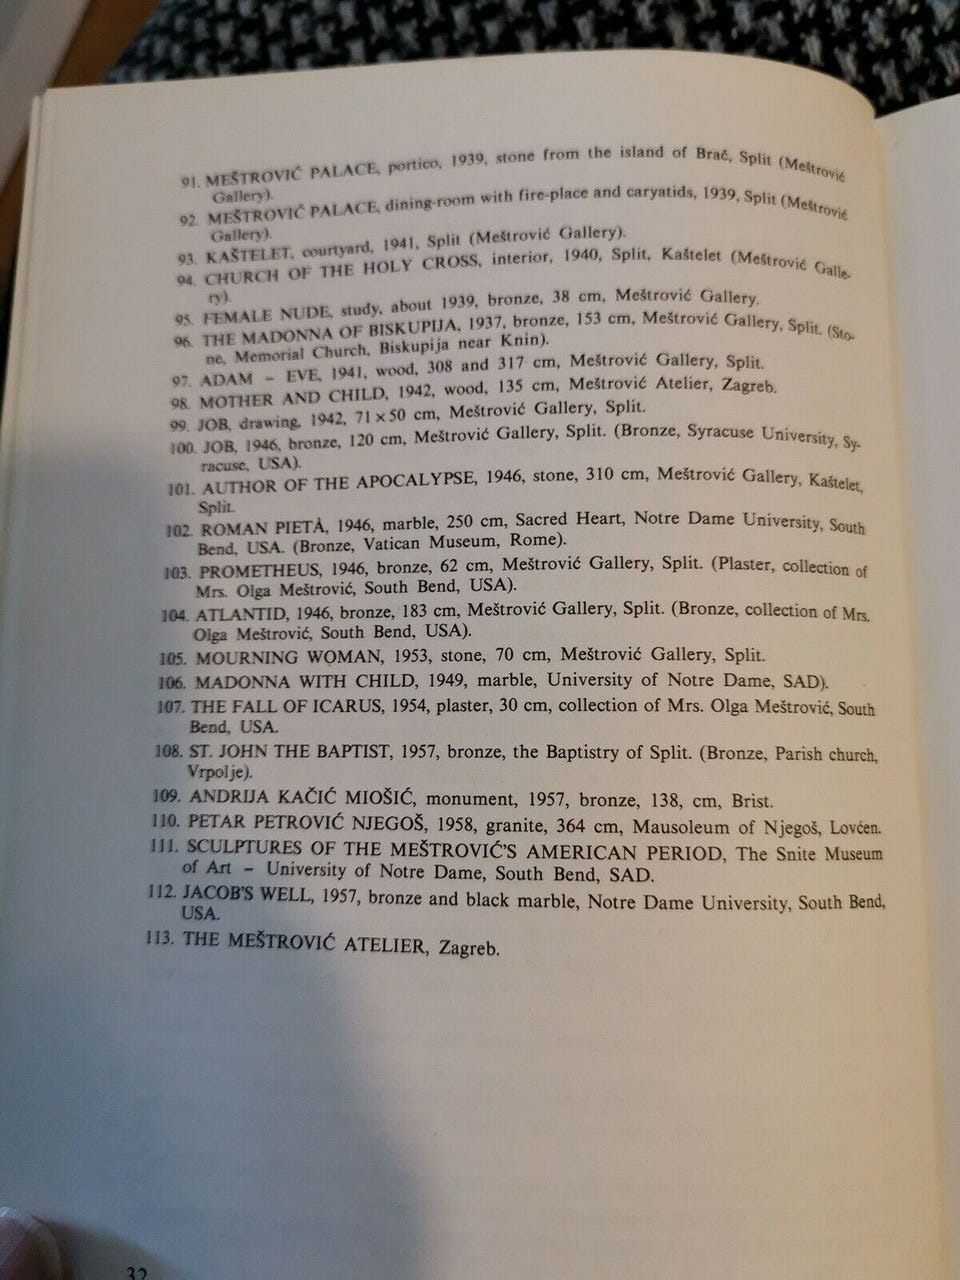 91. MEŠTROVIĆ PALACE, portico, 1939, stone from the island of Brač, Split (Meštrović
Gallery).
92. MEŠTROVIĆ PALACE, dining-room with fire-place and caryatids, 1939, Split (Meštrović
Gallery).
93. KAŠTELET, courtyard, 1941, Split (Meštrović Gallery).
94. CHURCH OF THE HOLY CROSS, interior, 1940, Split, Kaštelet (Meštrović Galle-
ry).
95. FEMALE NUDE, study, about 1939, bronze, 38 cm, Meštrović Gallery.
96. THE MADONNA OF BISKUPIJA, 1937, bronze, 153 cm, Meštrović Gallery, Split. (Sto-
ne, Memorial Church, Biskupija near Knin).
97. ADAM – EVE, 1941, wood, 308 and 317 cm, Meštrović Gallery, Split.
98. MOTHER AND CHILD, 1942, wood, 135 cm, Meštrović Atelier, Zagreb.
99. JOB, drawing, 1942, 71 × 50 cm, Meštrović Gallery, Split.
100. JOB, 1946, bronze, 120 cm, Meštrović Gallery, Split. (Bronze, Syracuse University, Sy-
racuse, USA).
101. AUTHOR OF THE APOCALYPSE, 1946, stone, 310 cm, Meštrović Gallery, Kaštelet,
Split.
102. ROMAN PIETÀ, 1946, marble, 250 cm, Sacred Heart, Notre Dame University, South
Bend, USA. (Bronze, Vatican Museum, Rome).
103. PROMETHEUS, 1946, bronze, 62 cm, Meštrović Gallery, Split. (Plaster, collection of
Mrs. Olga Meštrović, South Bend, USA).
104. ATLANTID, 1946, bronze, 183 cm, Meštrović Gallery, Split. (Bronze, collection of Mrs.
Olga Meštrović, South Bend, USA).
105. MOURNING WOMAN, 1953, stone, 70 cm, Meštrović Gallery, Split.
106. MADONNA WITH CHILD, 1949, marble, University of Notre Dame, SAD).
107. THE FALL OF ICARUS, 1954, plaster, 30 cm, collection of Mrs. Olga Meštrović, South
Bend, USA.
108. ST. JOHN THE BAPTIST, 1957, bronze, the Baptistry of Split. (Bronze, Parish church,
Vrpolje).
109. ANDRIJA KAČIĆ MIOŠIĆ, monument, 1957, bronze, 138, cm, Brist.
110. PETAR PETROVIĆ NJEGOŠ, 1958, granite, 364 cm, Mausoleum of Njegoš, Lovćen.
111. SCULPTURES OF THE MEŠTROVIĆ'S AMERICAN PERIOD, The Snite Museum
of Art – University of Notre Dame, South Bend, SAD.
112. JACOB'S WELL, 1957, bronze and black marble, Notre Dame University, South Bend,
USA.
113. THE MEŠTROVIĆ ATELIER, Zagreb.
32